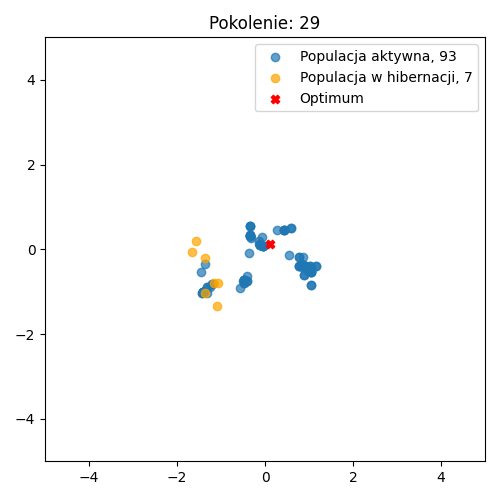 Pokolenie: 29
Populacja aktywna, 93
Populacja w hibernacji, 7
Optimum
4
2
0
−2
−4
−4
−2
0
2
4